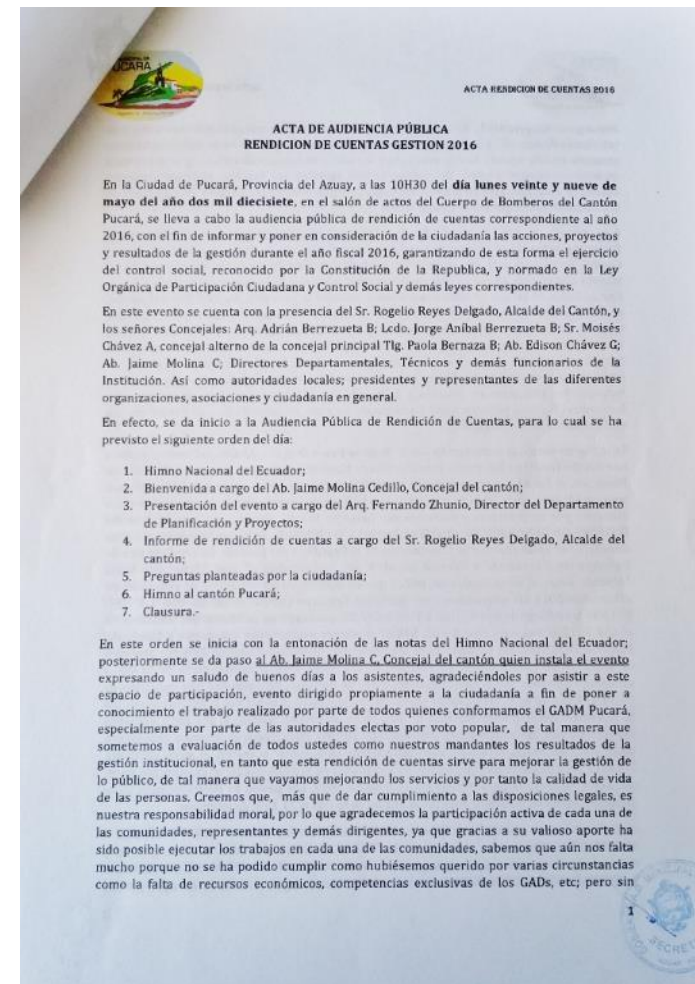 UCARÁ
ACTA RENDICION DE CUENTAS 2016
ACTA DE AUDIENCIA PÚBLICA
RENDICION DE CUENTAS GESTION 2016
En la Ciudad de Pucará, Provincia del Azuay, a las 10H30 del día lunes veinte y nueve de
mayo del año dos mil diecisiete, en el salón de actos del Cuerpo de Bomberos del Cantón
Pucará, se lleva a cabo la audiencia pública de rendición de cuentas correspondiente al año
2016, con el fin de informar y poner en consideración de la ciudadanía las acciones, proyectos
y resultados de la gestión durante el año fiscal 2016, garantizando de esta forma el ejercicio
del control social, reconocido por la Constitución de la Republica, y normado en la Ley
Orgánica de Participación Ciudadana y Control Social y demás leyes correspondientes.
En este evento se cuenta con la presencia del Sr. Rogelio Reyes Delgado, Alcalde del Cantón, y
los señores Concejales: Arq. Adrián Berrezueta B; Lcdo. Jorge Aníbal Berrezueta B; Sr. Moisés
Chávez A, concejal alterno de la concejal principal Tlg. Paola Bernaza B; Ab. Edison Chávez G;
Ab. Jaime Molina C; Directores Departamentales, Técnicos y demás funcionarios de la
Institución. Así como autoridades locales; presidentes y representantes de las diferentes
organizaciones, asociaciones y ciudadanía en general.
En efecto, se da inicio a la Audiencia Pública de Rendición de Cuentas, para lo cual se ha
previsto el siguiente orden del día:
1. Himno Nacional del Ecuador;
2. Bienvenida a cargo del Ab. Jaime Molina Cedillo, Concejal del cantón;
3. Presentación del evento a cargo del Arq. Fernando Zhunio, Director del Departamento
de Planificación y Proyectos;
4. Informe de rendición de cuentas a cargo del Sr. Rogelio Reyes Delgado, Alcalde del
cantón;
5. Preguntas planteadas por la ciudadanía;
6. Himno al cantón Pucará;
7. Clausura.-
En este orden se inicia con la entonación de las notas del Himno Nacional del Ecuador;
posteriormente se da paso al Ab. Jaime Molina C, Concejal del cantón quien instala el evento
expresando un saludo de buenos días a los asistentes, agradeciéndoles por asistir a este
espacio de participación, evento dirigido propiamente a la ciudadanía a fin de poner a
conocimiento el trabajo realizado por parte de todos quienes conformamos el GADM Pucará,
especialmente por parte de las autoridades electas por voto popular, de tal manera que
sometemos a evaluación de todos ustedes como nuestros mandantes los resultados de la
gestión institucional, en tanto que esta rendición de cuentas sirve para mejorar la gestión de
lo público, de tal manera que vayamos mejorando los servicios y por tanto la calidad de vida
de las personas. Creemos que, más que de dar cumplimiento a las disposiciones legales, es
nuestra responsabilidad moral, por lo que agradecemos la participación activa de cada una de
las comunidades, representantes y demás dirigentes, ya que gracias a su valioso aporte ha
sido posible ejecutar los trabajos en cada una de las comunidades, sabemos que aún nos falta
mucho porque no se ha podido cumplir como hubiésemos querido por varias circunstancias
como la falta de recursos económicos, competencias exclusivas de los GADs, etc; pero sin
1